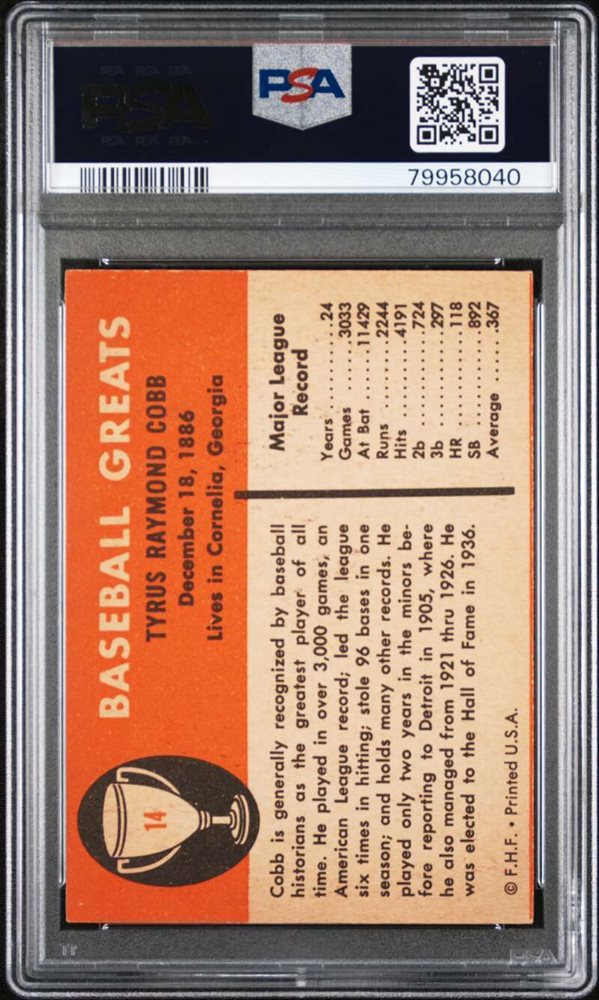 PSA
PSA
79958040
BASEBALL GREATS
TYRUS RAYMOND COBB
December 18, 1886
Lives in Cornelia, Georgia
14
Cobb is generally recognized by baseball
historians as the greatest player of all
time. He played in over 3,000 games, an
American League record; led the league
six times in hitting; stole 96 bases in one
season; and holds many other records. He
played only two years in the minors be-
fore reporting to Detroit in 1905, where
he also managed from 1921 thru 1926. He
was elected to the Hall of Fame in 1936.
Major League
Record
Years ........ 24
Games ..... 3033
At Bat ..... 11429
Runs ....... 2244
Hits ........ 4191
2b .......... .724
3b .......... .297
HR .......... .118
SB .......... 892
Average ...... .367
© F.H.F. • Printed U.S.A.
PSA